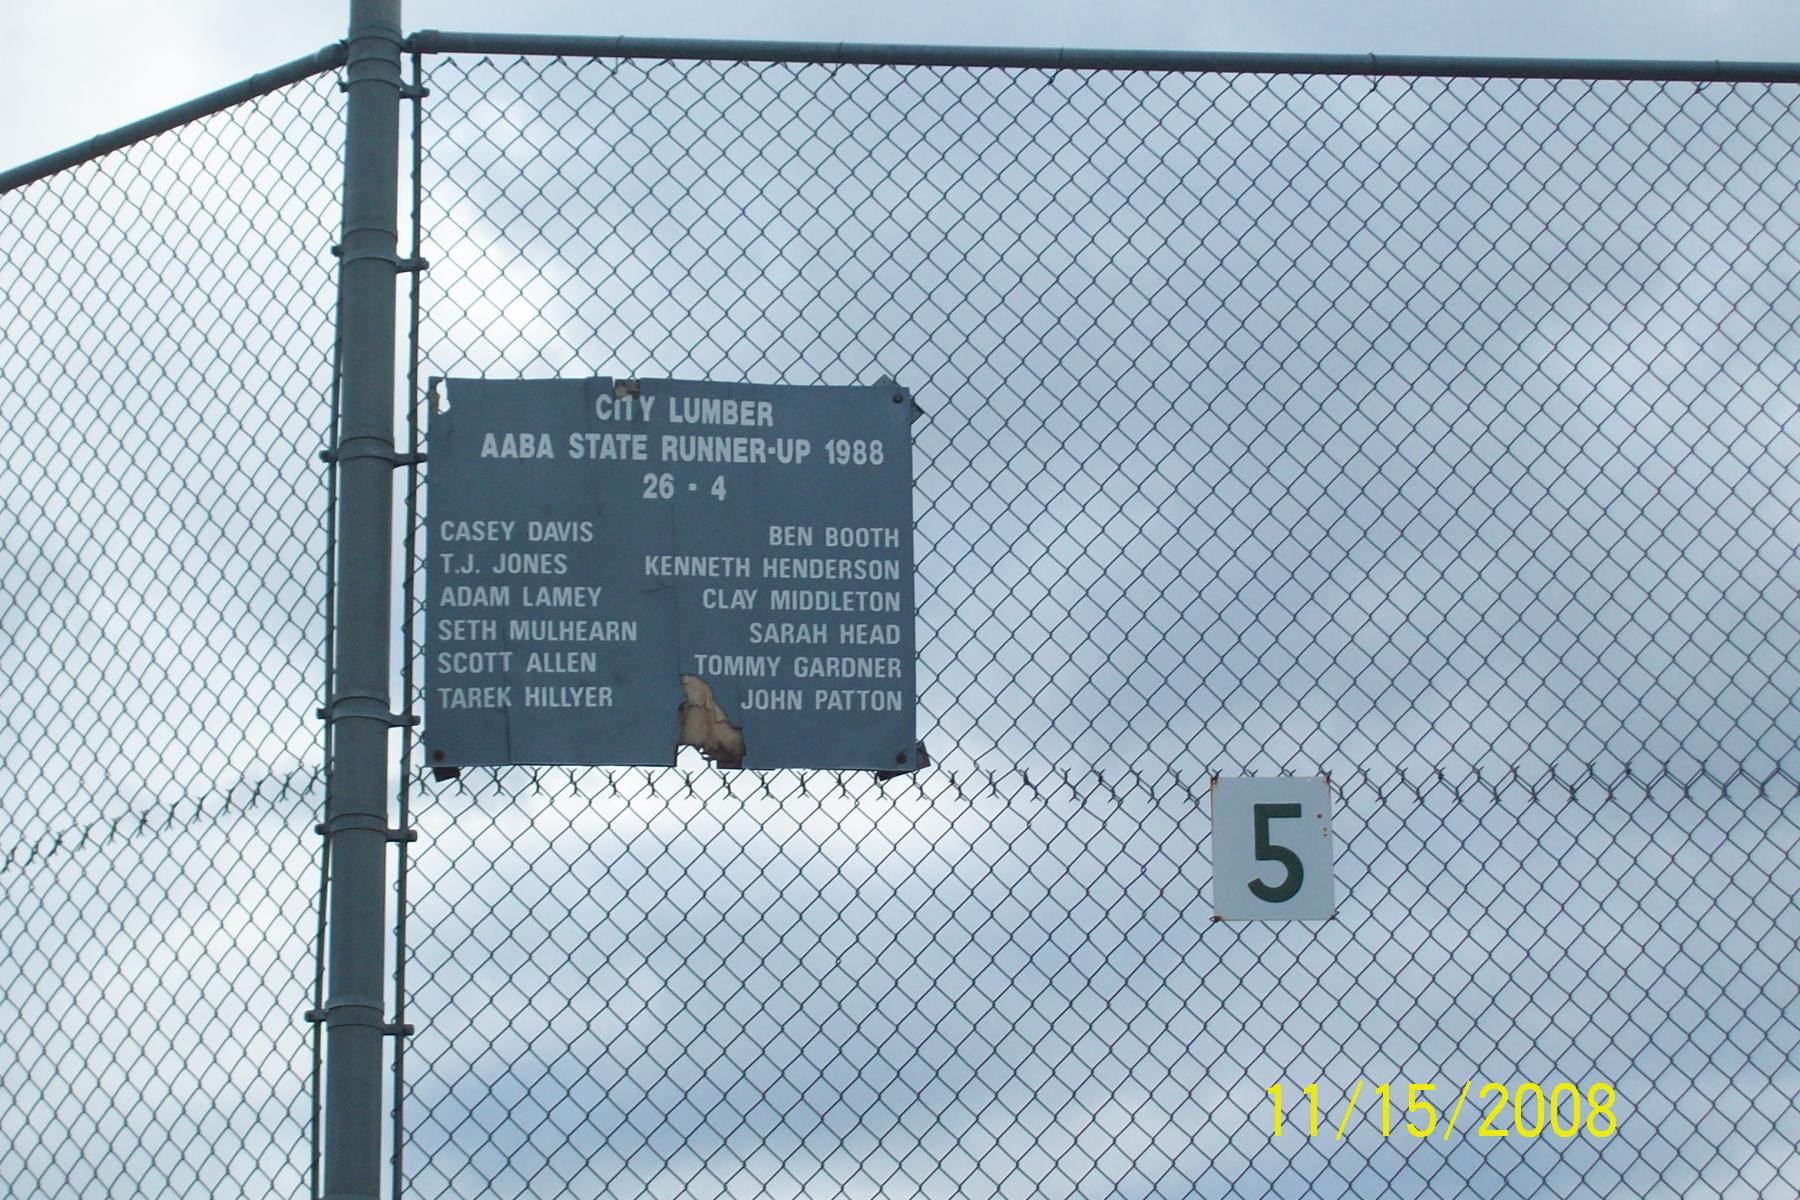 CITY LUMBER
AABA STATE RUNNER-UP 1988
26 - 4
CASEY DAVIS BEN BOOTH
T.J. JONES KENNETH HENDERSON
ADAM LAMEY CLAY MIDDLETON
SETH MULHEARN SARAH HEAD
SCOTT ALLEN TOMMY GARDNER
TAREK HILLYER JOHN PATTON
5
11/15/2008